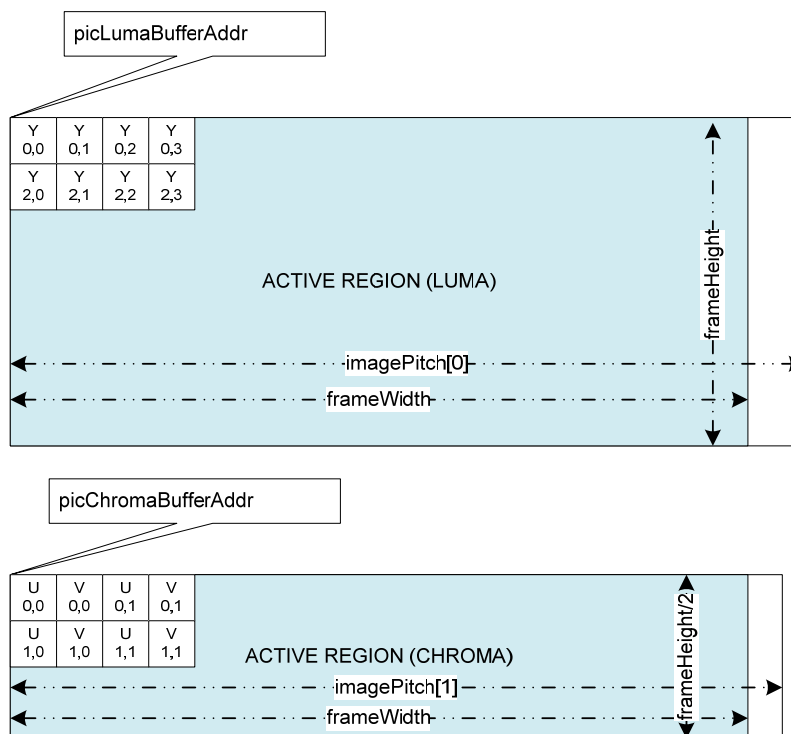 picLumaBufferAddr
Y Y Y Y
0,0 0,1 0,2 0,3
Y Y Y Y
2,0 2,1 2,2 2,3
ACTIVE REGION (LUMA)
frameHeight
imagePitch[0]
frameWidth
picChromaBufferAddr
U V U V
0,0 0,0 0,1 0,1
U V U V
1,0 1,0 1,1 1,1
ACTIVE REGION (CHROMA)
frameHeight/2
imagePitch[1]
frameWidth